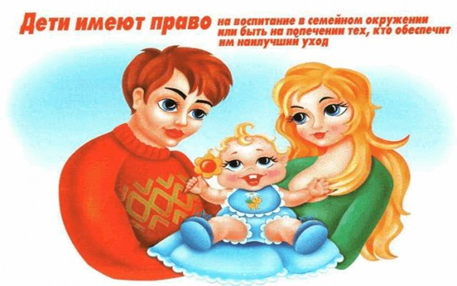 Дети имеют право на воспитание в семейном окружении
или быть на попечении тех, кто обеспечит
им наилучший уход